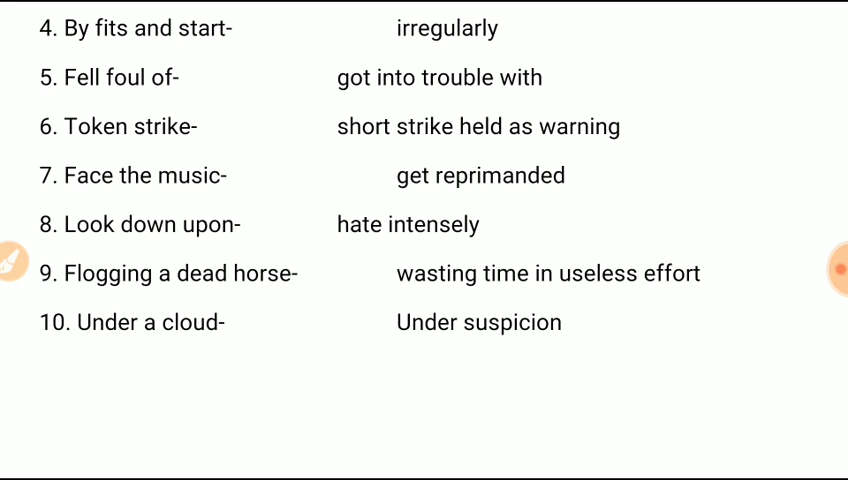 4. By fits and start- irregularly
5. Fell foul of- got into trouble with
6. Token strike- short strike held as warning
7. Face the music- get reprimanded
8. Look down upon- hate intensely
9. Flogging a dead horse- wasting time in useless effort
10. Under a cloud- Under suspicion